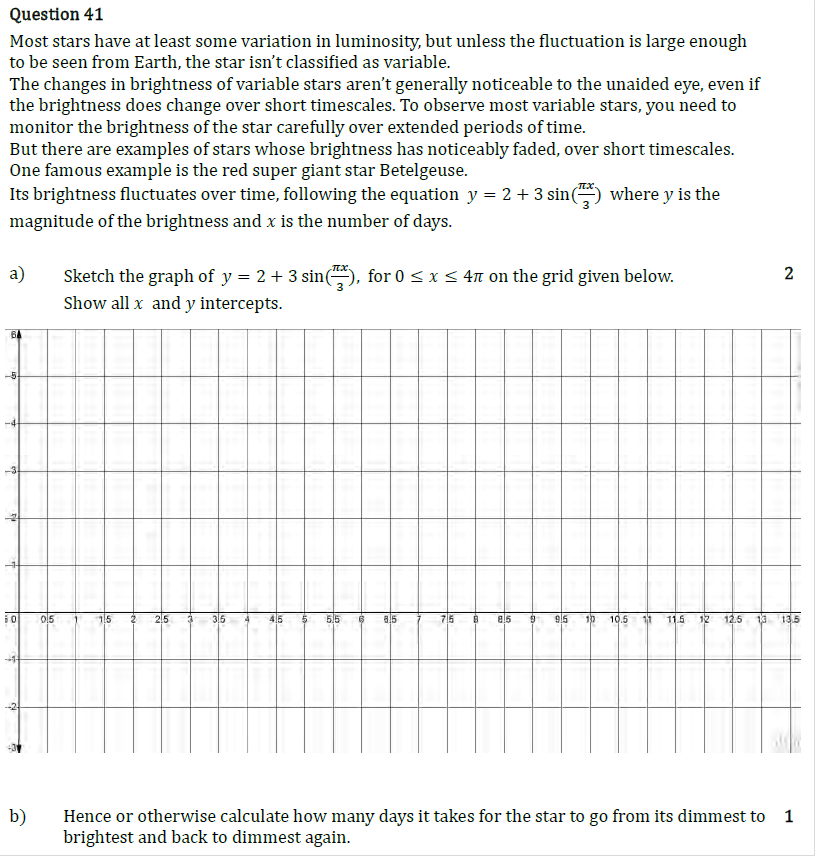 Question 41
Most stars have at least some variation in luminosity, but unless the fluctuation is large enough
to be seen from Earth, the star isn't classified as variable.
The changes in brightness of variable stars aren't generally noticeable to the unaided eye, even if
the brightness does change over short timescales. To observe most variable stars, you need to
monitor the brightness of the star carefully over extended periods of time.
But there are examples of stars whose brightness has noticeably faded, over short timescales.
One famous example is the red super giant star Betelgeuse.
Its brightness fluctuates over time, following the equation y = 2 + 3 sin(πx/3) where y is the
magnitude of the brightness and x is the number of days.
a) Sketch the graph of y = 2 + 3 sin(πx/3), for 0 ≤ x ≤ 4π on the grid given below. 2
Show all x and y intercepts.
6
5
4
3
2
1
0 0.5 1 1.5 2 2.5 3 3.5 4 4.5 5 5.5 6 6.5 7 7.5 8 8.5 9 9.5 10 10.5 11 11.5 12 12.5 13 13.5
-1
-2
-3
b) Hence or otherwise calculate how many days it takes for the star to go from its dimmest to 1
brightest and back to dimmest again.